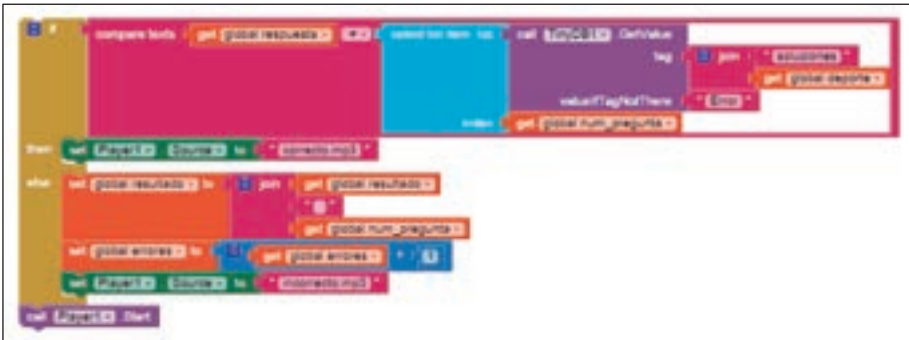 if compare texts get global respuesta = select list item list call TinyDB1 .GetValue
tag join " soluciones "
get global deporte
valueIfTagNotThere " Error "
index get global num_pregunta
then set Player1 . Source to " correcto.mp3 "
else set global resultado to join get global resultado
" "
get global num_pregunta
set global errores to get global errores + 1
set Player1 . Source to " incorrecto.mp3 "
call Player1 .Start